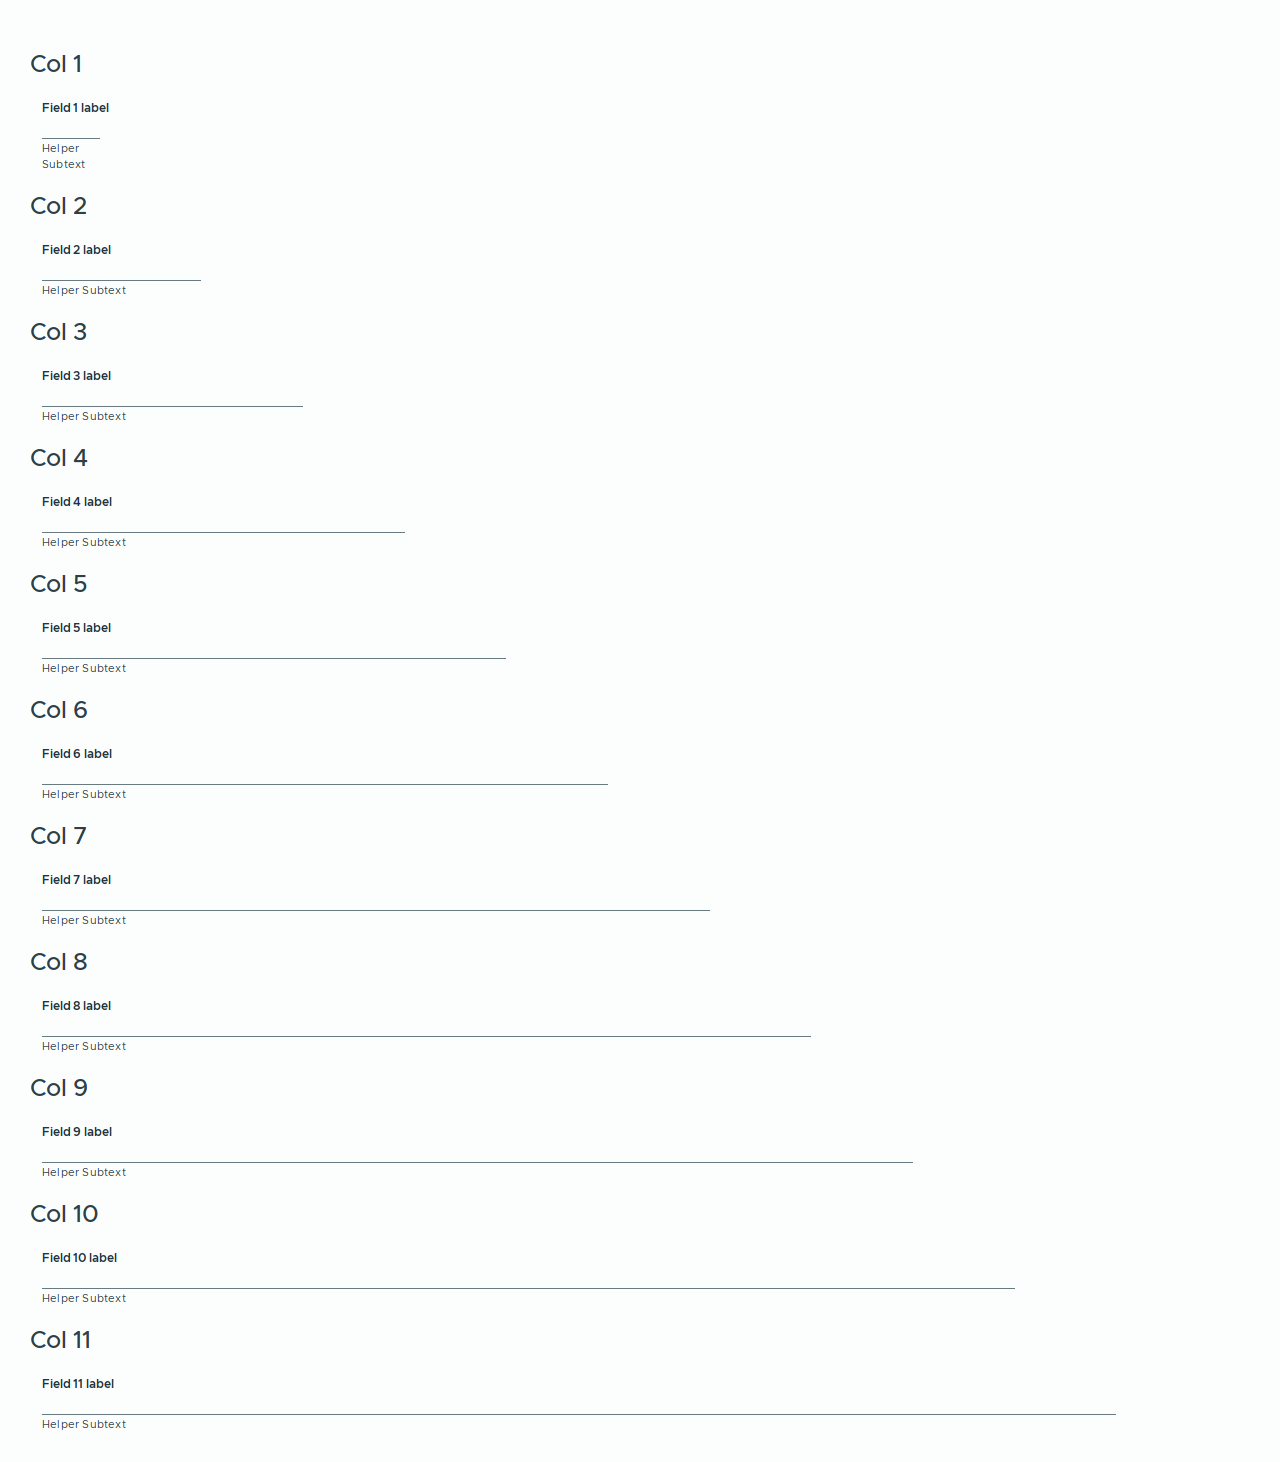 Col 1
Field 1 label
Helper
Subtext
Col 2
Field 2 label
Helper Subtext
Col 3
Field 3 label
Helper Subtext
Col 4
Field 4 label
Helper Subtext
Col 5
Field 5 label
Helper Subtext
Col 6
Field 6 label
Helper Subtext
Col 7
Field 7 label
Helper Subtext
Col 8
Field 8 label
Helper Subtext
Col 9
Field 9 label
Helper Subtext
Col 10
Field 10 label
Helper Subtext
Col 11
Field 11 label
Helper Subtext